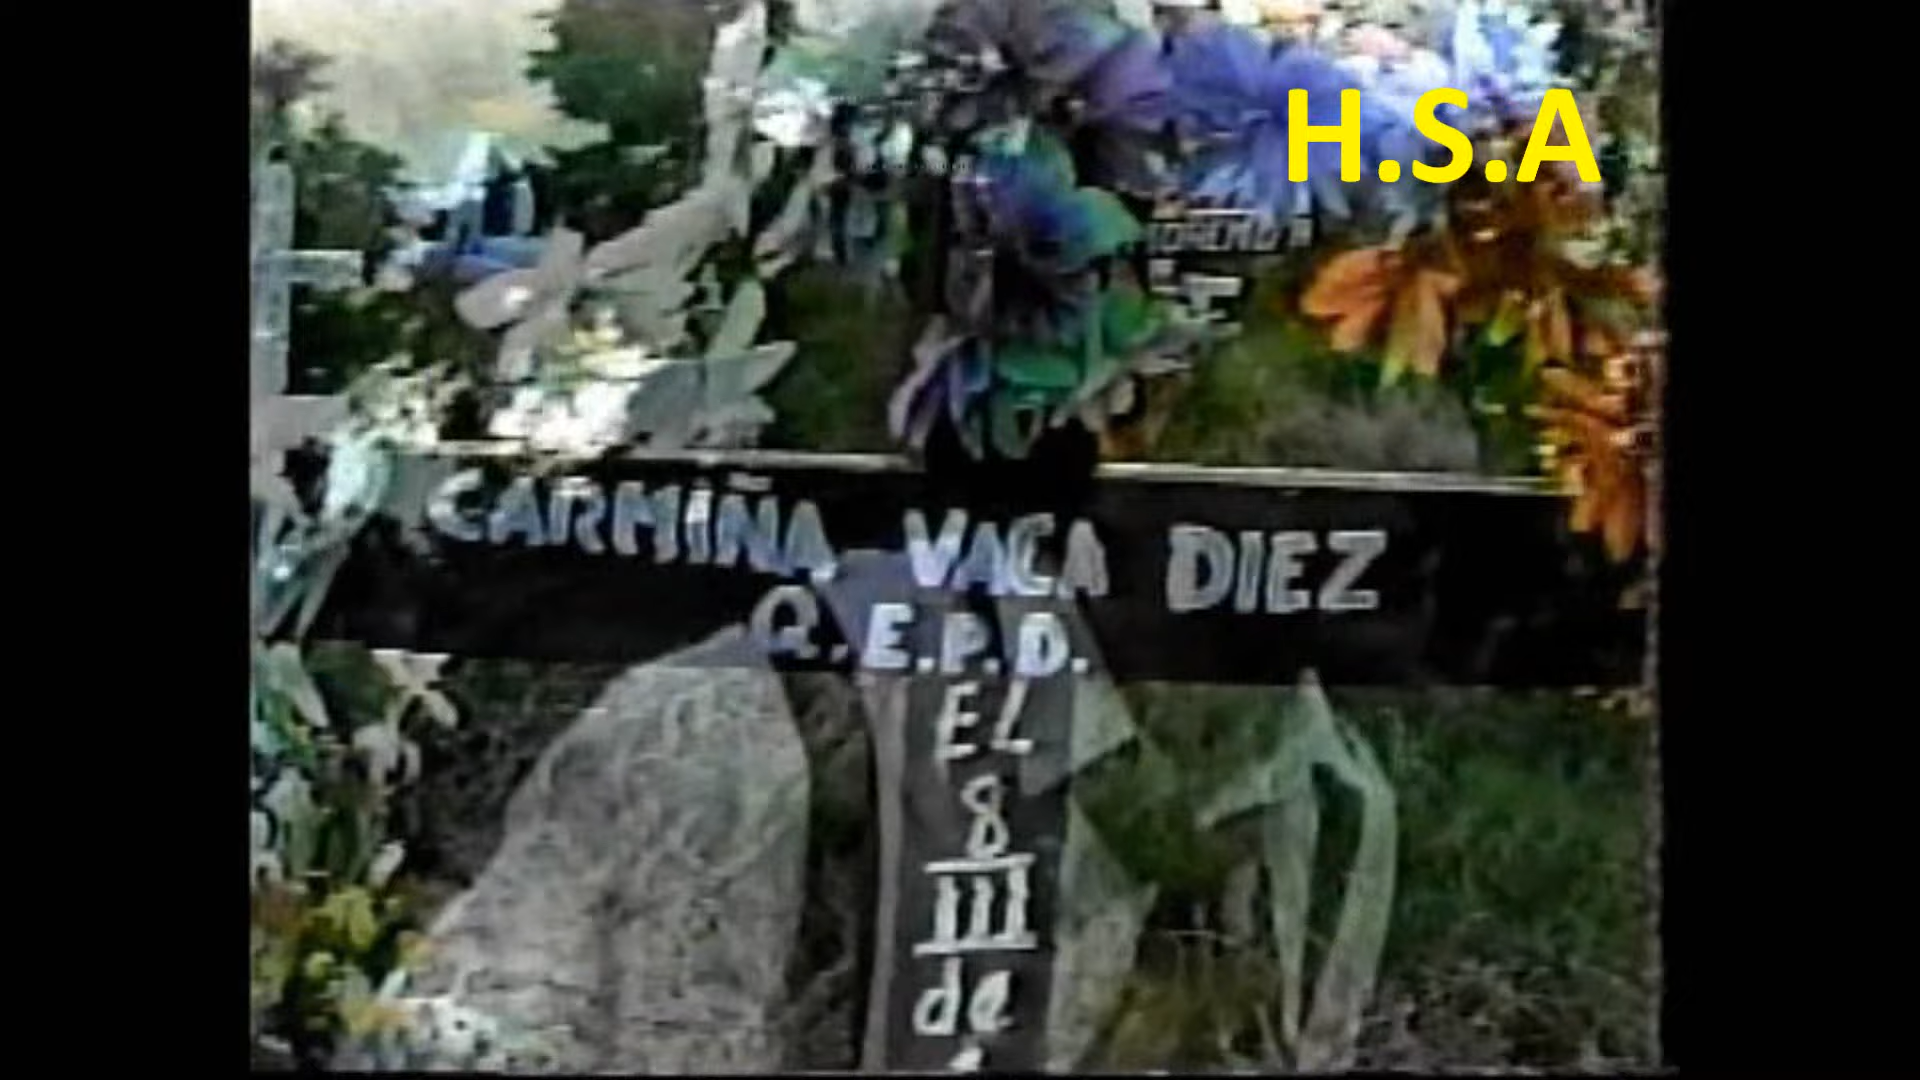 H.S.A
CARMIÑA VACA DIEZ
Q.E.P.D.
EL
8
III
de